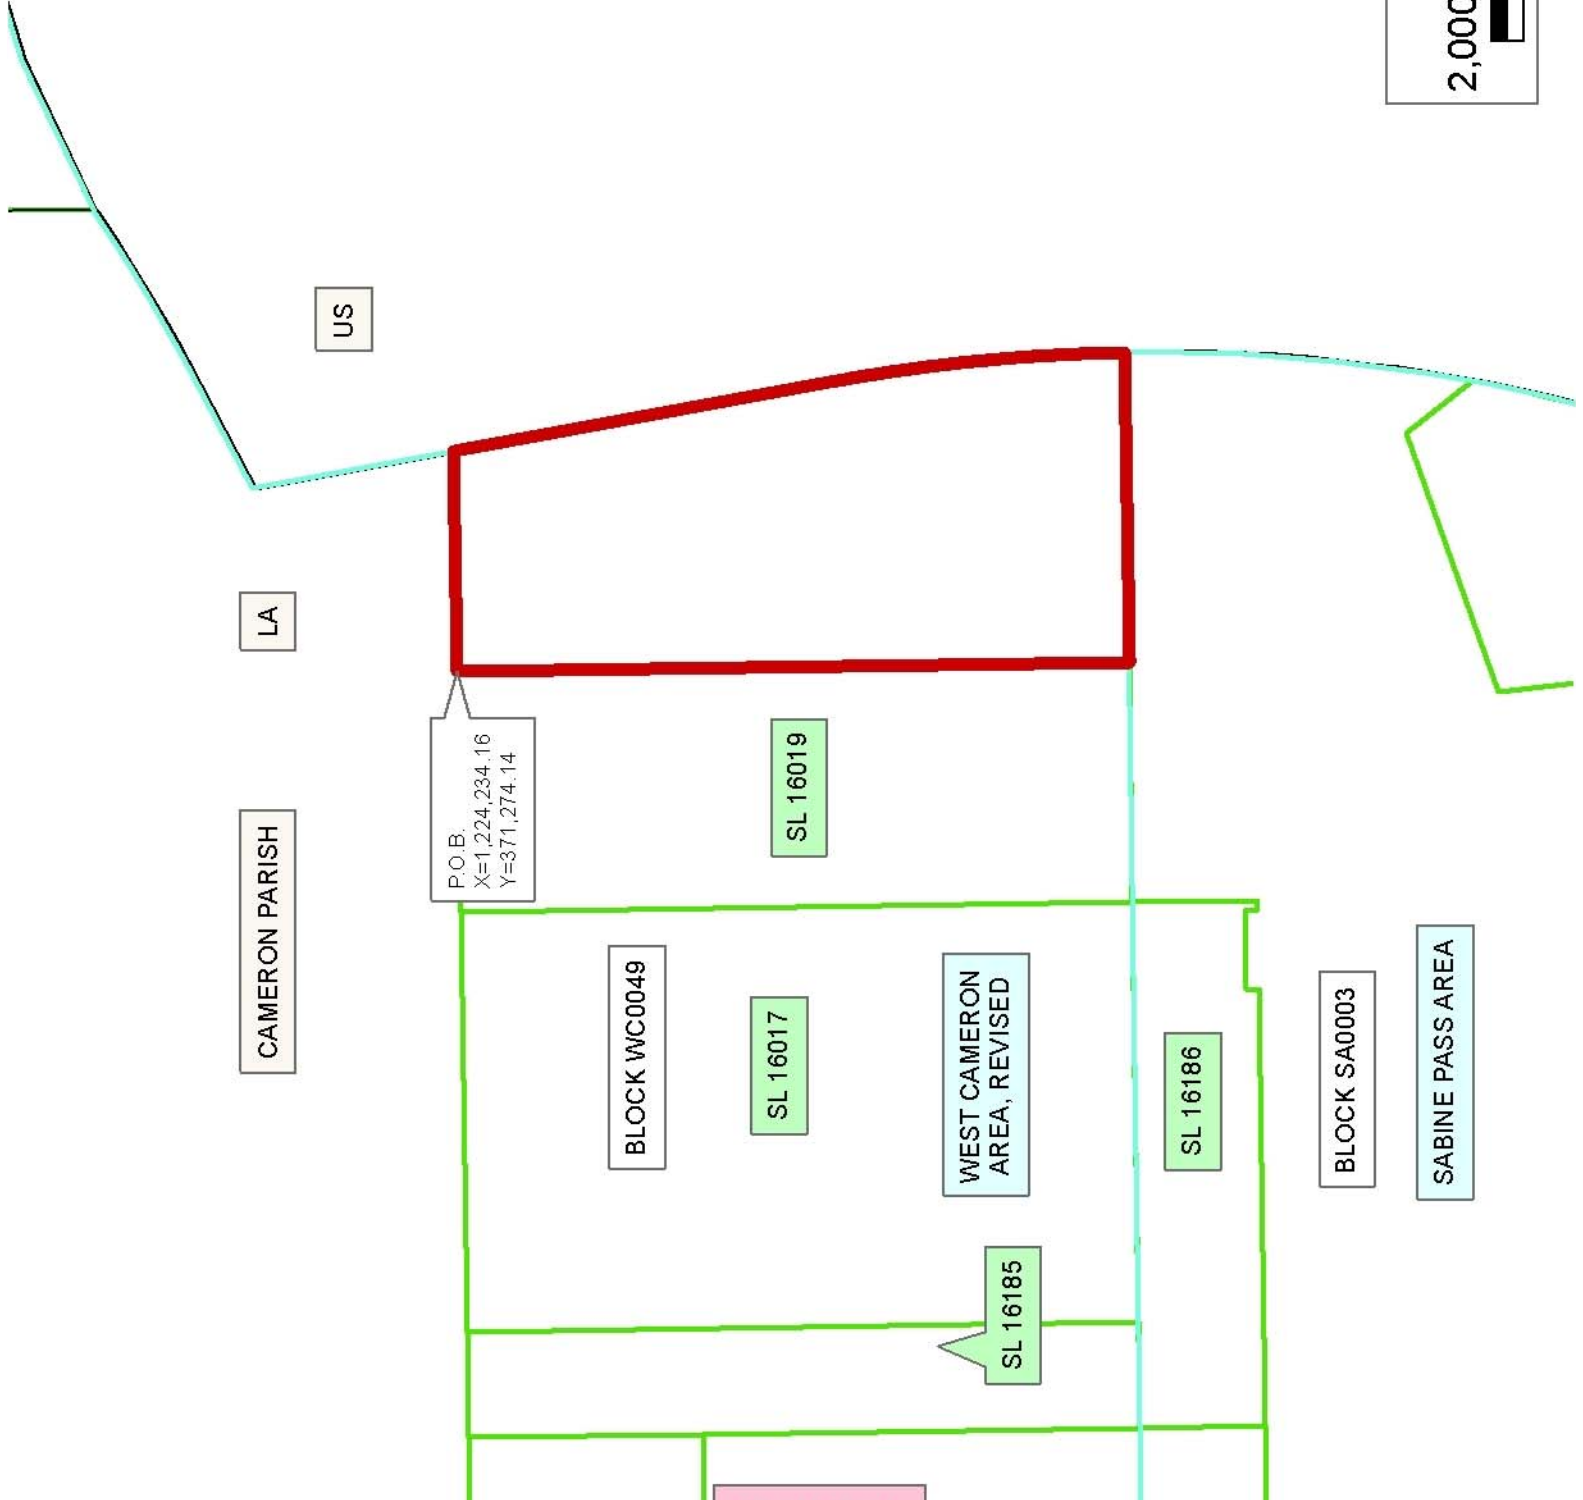 2,000
US
LA
CAMERON PARISH
P.O.B.
X=1,224,234.16
Y=371,274.14
SL 16019
BLOCK WC0049
SL 16017
WEST CAMERON
AREA, REVISED
SL 16186
BLOCK SA0003
SABINE PASS AREA
SL 16185